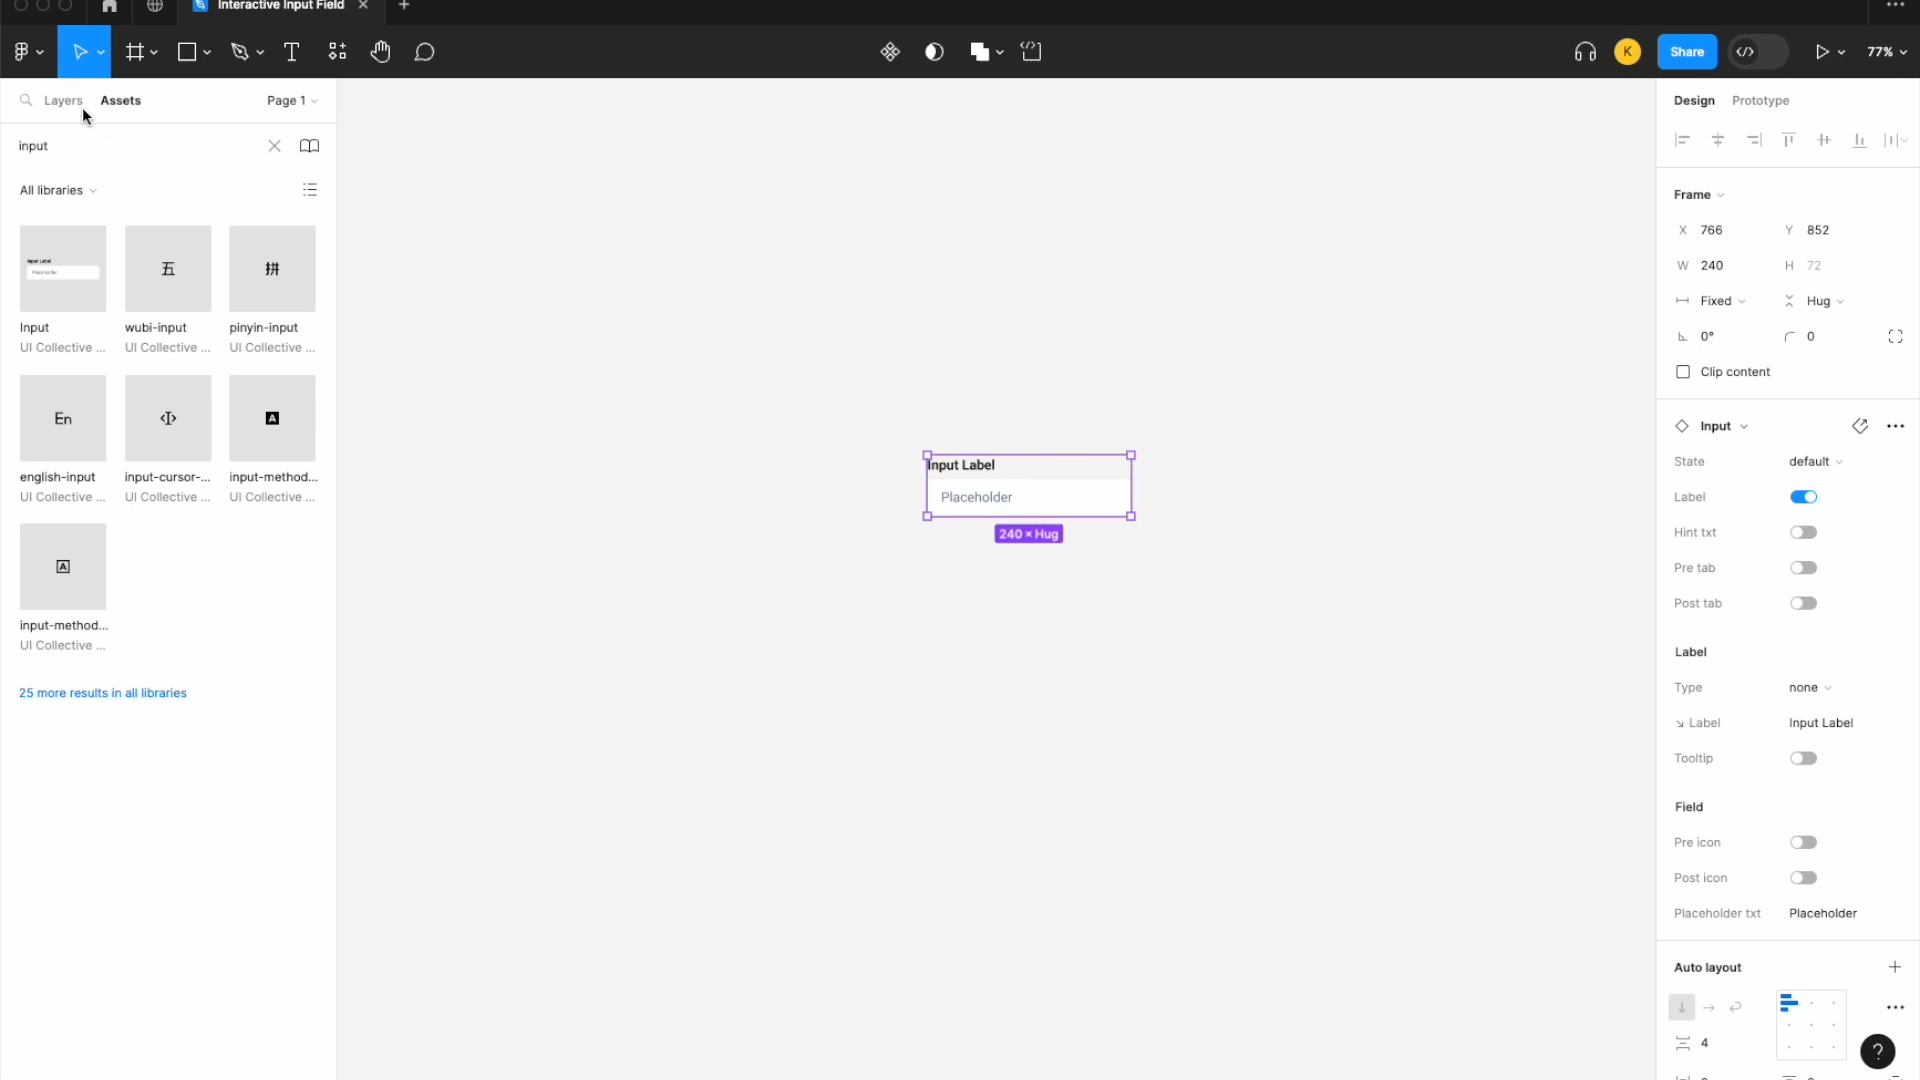 Interactive Input Field
K
Share
77%
Layers
Assets
Page 1
Design
Prototype
input
All libraries
Input Label
Placeholder
五
拼
Input
UI Collective ...
wubi-input
UI Collective ...
pinyin-input
UI Collective ...
En
A
english-input
UI Collective ...
input-cursor-...
UI Collective ...
input-method...
UI Collective ...
A
input-method...
UI Collective ...
25 more results in all libraries
Input Label
Placeholder
240 × Hug
Frame
X 766
Y 852
W 240
H 72
Fixed
Hug
0°
0
Clip content
Input
State default
Label
Hint txt
Pre tab
Post tab
Label
Type none
Label Input Label
Tooltip
Field
Pre icon
Post icon
Placeholder txt Placeholder
Auto layout
4
?